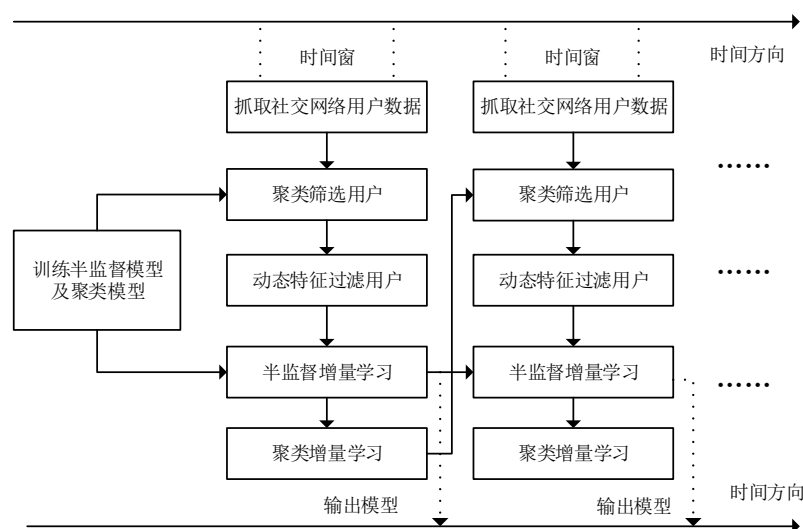 时间窗
时间窗
时间方向
抓取社交网络用户数据
抓取社交网络用户数据
......
聚类筛选用户
聚类筛选用户
训练半监督模型
及聚类模型
动态特征过滤用户
动态特征过滤用户
......
半监督增量学习
半监督增量学习
......
聚类增量学习
聚类增量学习
输出模型
输出模型
时间方向